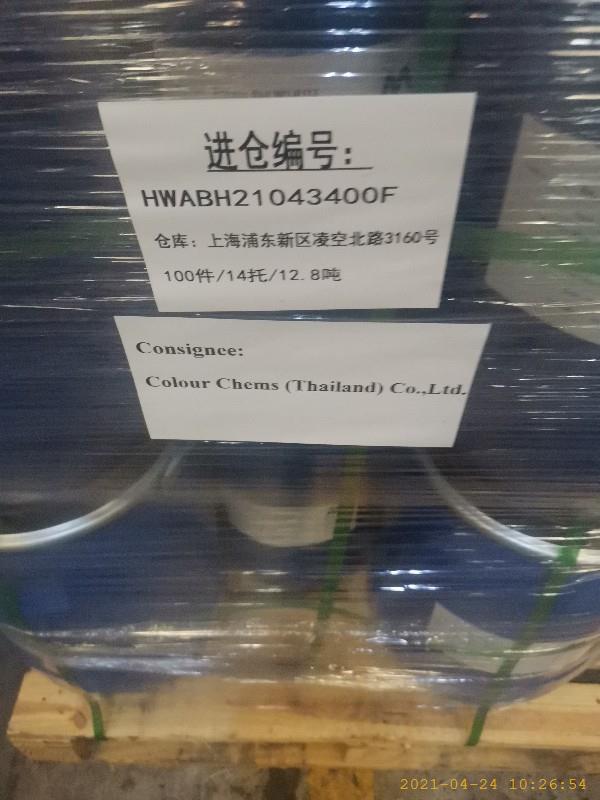 进仓编号：
HWABH21043400F
仓库：上海浦东新区凌空北路3160号
100件/14托/12.8吨
Consignee:
Colour Chems (Thailand) Co.,Ltd.
2021-04-24 10:26:54